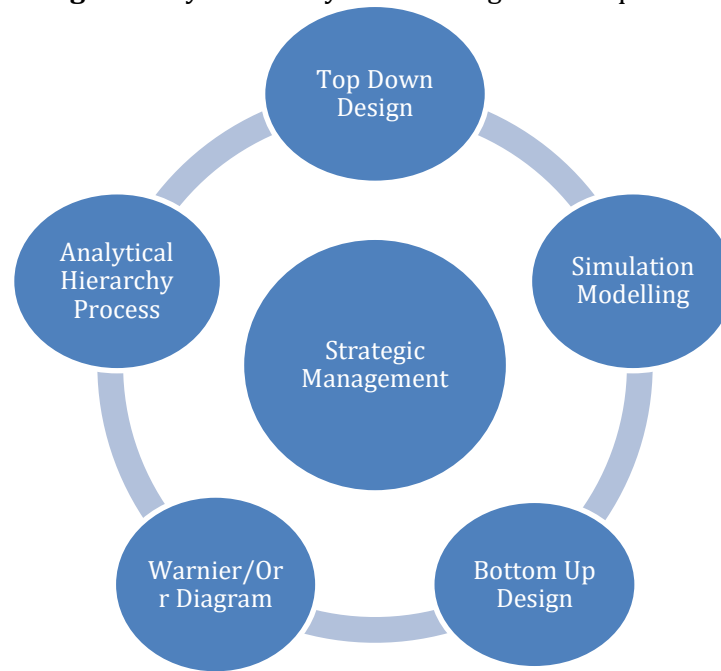 Top Down
Design
Analytical
Hierarchy
Process
Simulation
Modelling
Strategic
Management
Warnier/Or
r Diagram
Bottom Up
Design